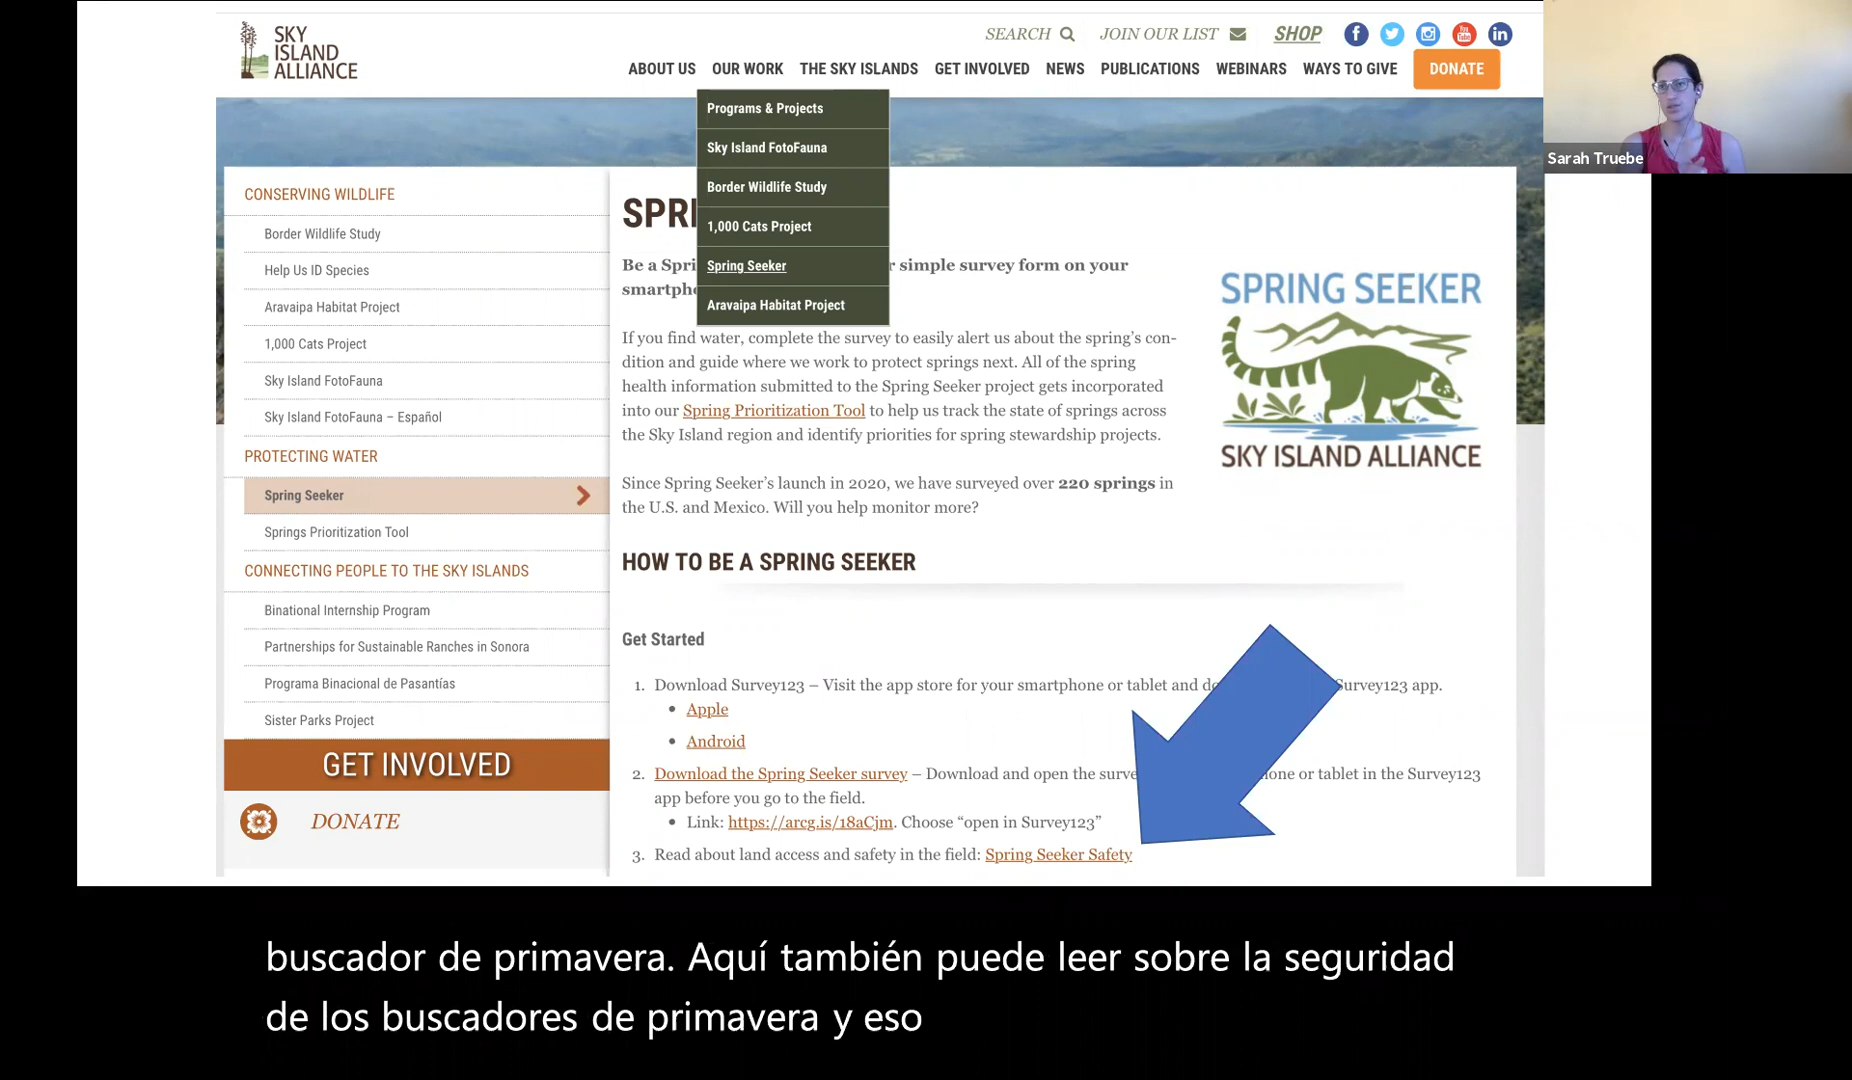 SKY
ISLAND
ALLIANCE
SEARCH
JOIN OUR LIST
SHOP
ABOUT US
OUR WORK
THE SKY ISLANDS
GET INVOLVED
NEWS
PUBLICATIONS
WEBINARS
WAYS TO GIVE
DONATE
Sarah Truebe
Programs & Projects
Sky Island FotoFauna
Border Wildlife Study
1,000 Cats Project
Spring Seeker
Aravaipa Habitat Project
CONSERVING WILDLIFE
Border Wildlife Study
Help Us ID Species
Aravaipa Habitat Project
1,000 Cats Project
Sky Island FotoFauna
Sky Island FotoFauna – Español
PROTECTING WATER
Spring Seeker
Springs Prioritization Tool
CONNECTING PEOPLE TO THE SKY ISLANDS
Binational Internship Program
Partnerships for Sustainable Ranches in Sonora
Programa Binacional de Pasantías
Sister Parks Project
GET INVOLVED
DONATE
Be a simple survey form on your
If you find water, complete the survey to easily alert us about the spring’s con-
dition and guide where we work to protect springs next. All of the spring
health information submitted to the Spring Seeker project gets incorporated
into our Spring Prioritization Tool to help us track the state of springs across
the Sky Island region and identify priorities for spring stewardship projects.
Since Spring Seeker’s launch in 2020, we have surveyed over 220 springs in
the U.S. and Mexico. Will you help monitor more?
SPRING SEEKER
SKY ISLAND ALLIANCE
HOW TO BE A SPRING SEEKER
Get Started
1. Download Survey123 – Visit the app store for your smartphone or tablet and Survey123 app.
• Apple
• Android
2. Download the Spring Seeker survey – Download and open the or tablet in the Survey123
app before you go to the field.
• Link: https://arcg.is/18aCjm. Choose “open in Survey123”
3. Read about land access and safety in the field: Spring Seeker Safety
buscador de primavera. Aquí también puede leer sobre la seguridad
de los buscadores de primavera y eso